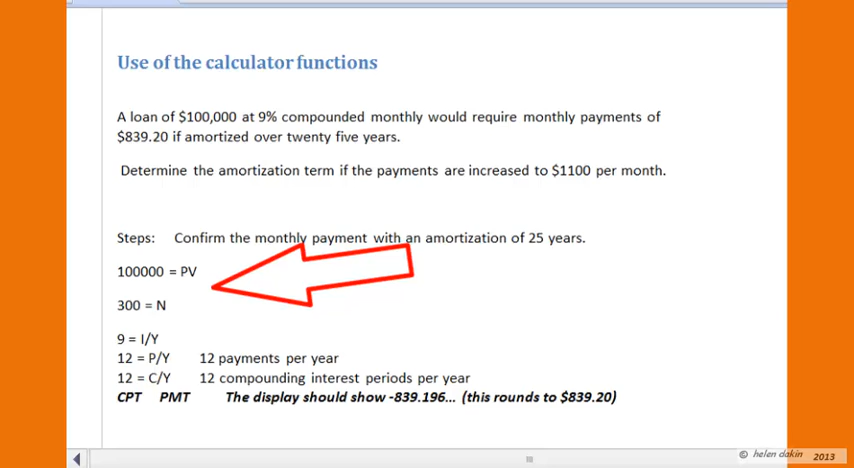 Use of the calculator functions
A loan of $100,000 at 9% compounded monthly would require monthly payments of
$839.20 if amortized over twenty five years.
Determine the amortization term if the payments are increased to $1100 per month.
Steps: Confirm the monthly payment with an amortization of 25 years.
100000 = PV
300 = N
9 = I/Y
12 = P/Y 12 payments per year
12 = C/Y 12 compounding interest periods per year
CPT PMT The display should show -839.196... (this rounds to $839.20)
© helen dakin 2013